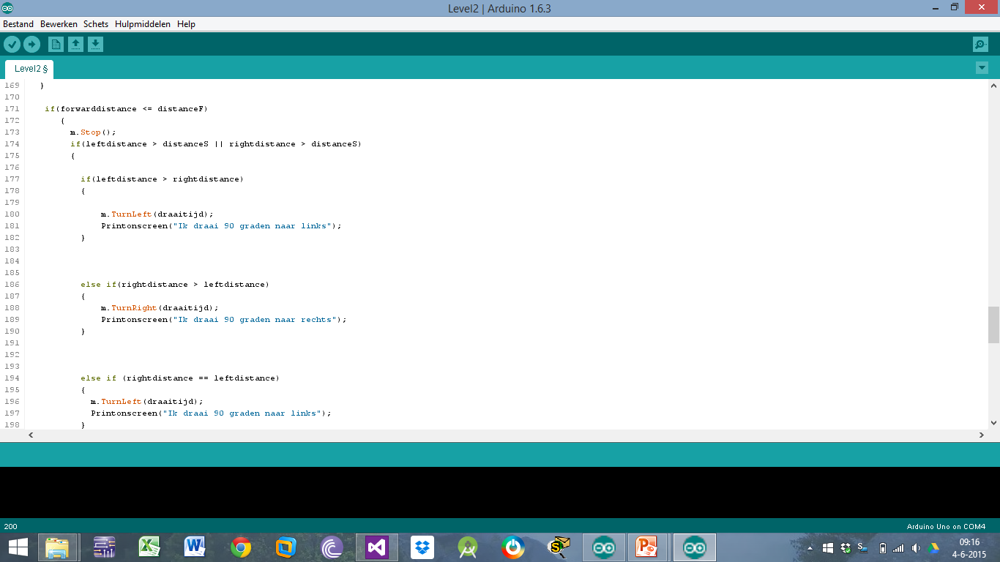 Level2 | Arduino 1.6.3
Bestand Bewerken Schets Hulpmiddelen Help
Level2 §
169 }
170
171 if(forwarddistance <= distanceF)
172 {
173 m.Stop();
174 if(leftdistance > distanceS || rightdistance > distanceS)
175 {
176
177 if(leftdistance > rightdistance)
178 {
179
180 m.TurnLeft(draaitijd);
181 Printonscreen("Ik draai 90 graden naar links");
182 }
183
184
185
186 else if(rightdistance > leftdistance)
187 {
188 m.TurnRight(draaitijd);
189 Printonscreen("Ik draai 90 graden naar rechts");
190 }
191
192
193
194 else if (rightdistance == leftdistance)
195 {
196 m.TurnLeft(draaitijd);
197 Printonscreen("Ik draai 90 graden naar links");
198 }
200 Arduino Uno on COM4
09:16
4-6-2015